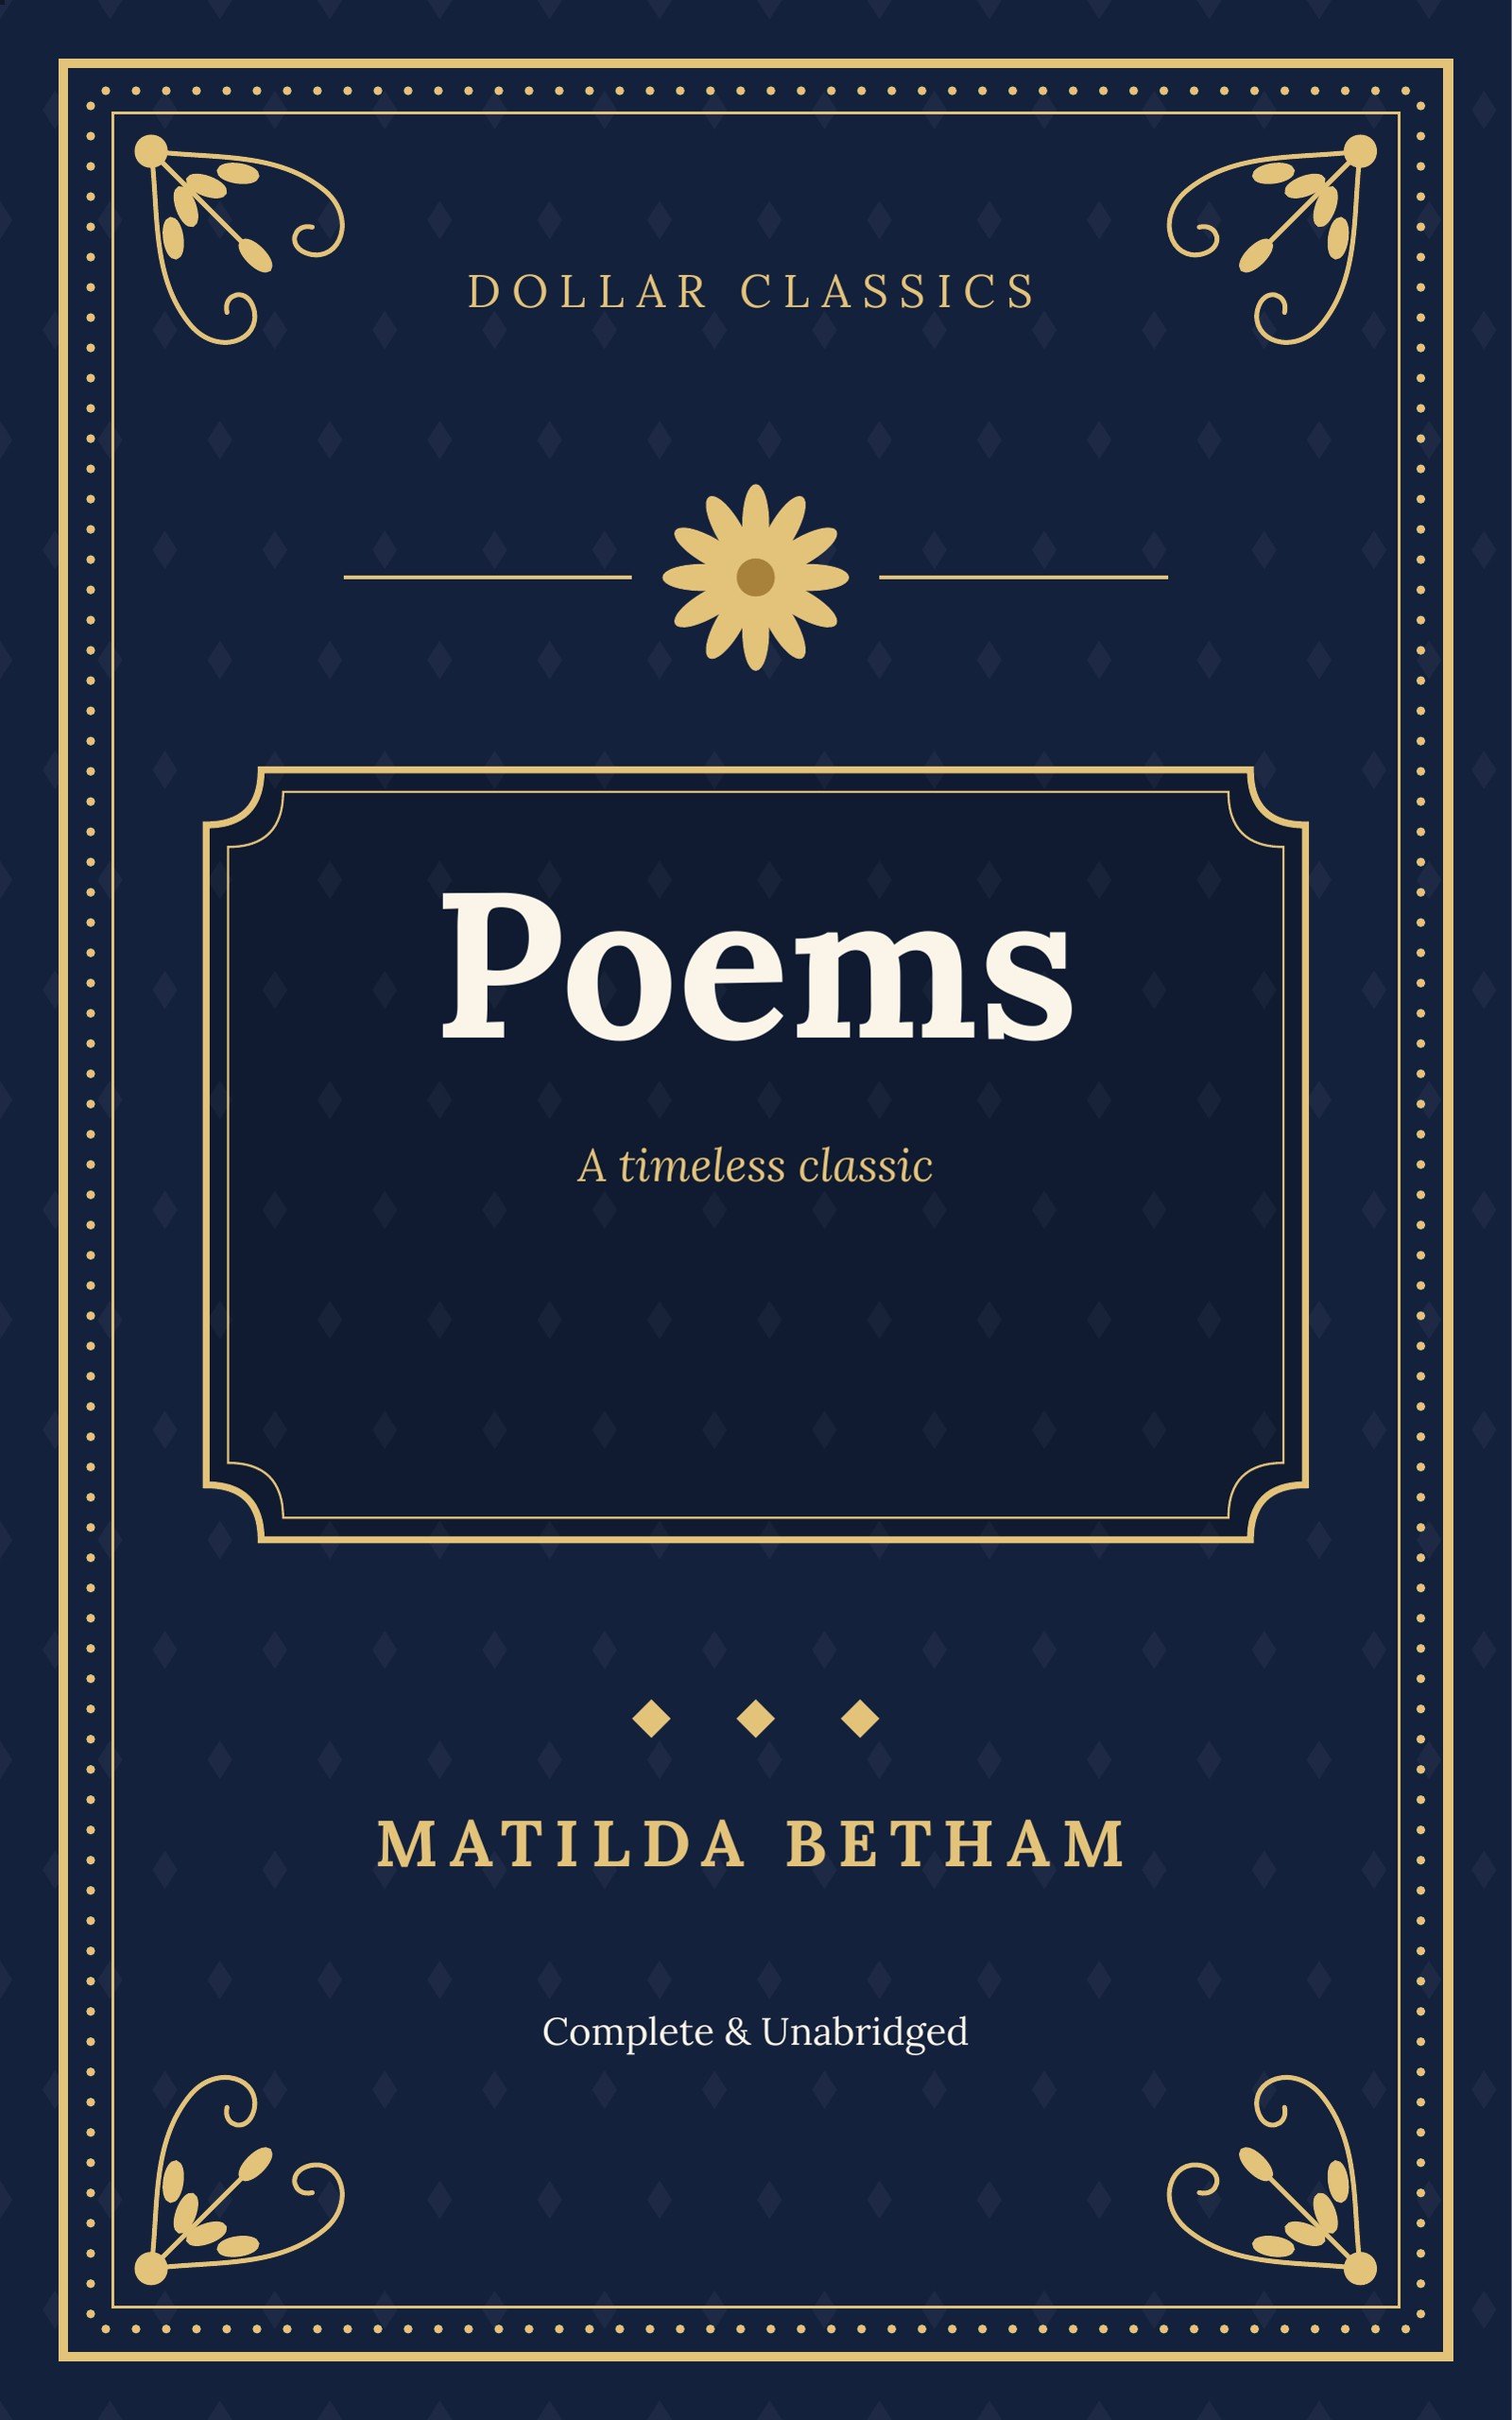 DOLLAR CLASSICS
Poems
A timeless classic
MATILDA BETHAM
Complete & Unabridged